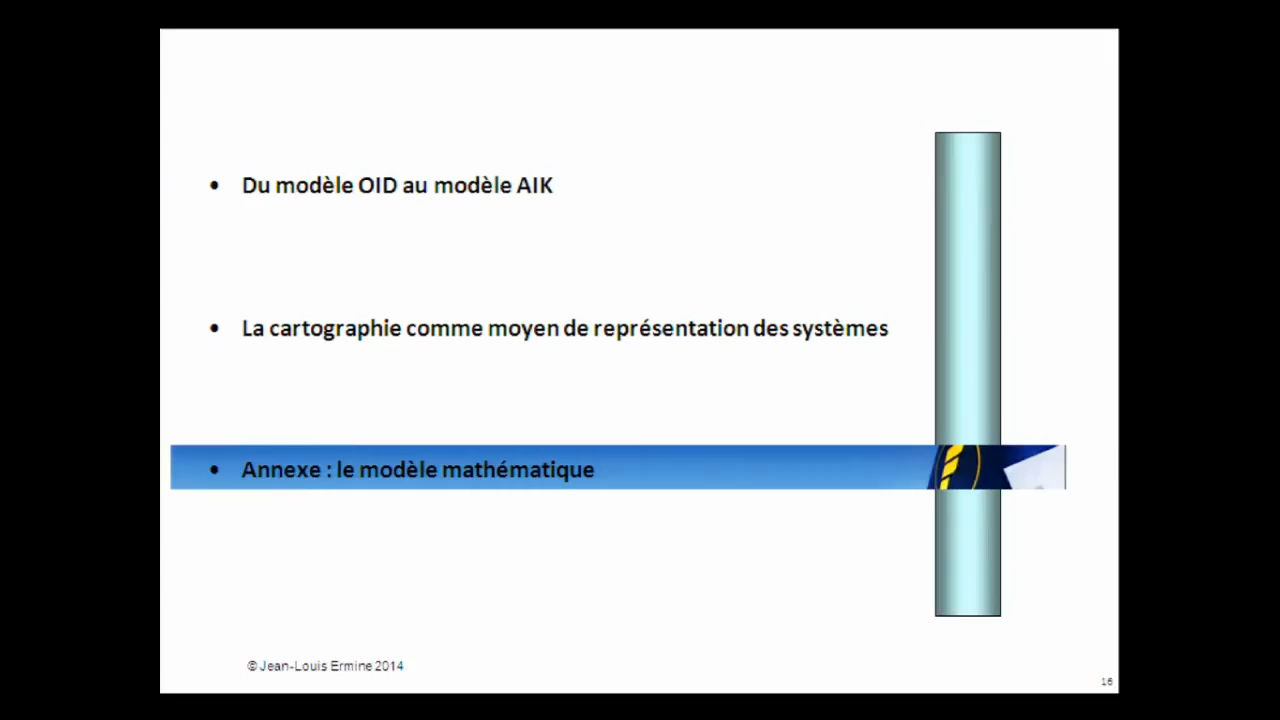 • Du modèle OID au modèle AIK
• La cartographie comme moyen de représentation des systèmes
• Annexe : le modèle mathématique
© Jean-Louis Ermine 2014
16